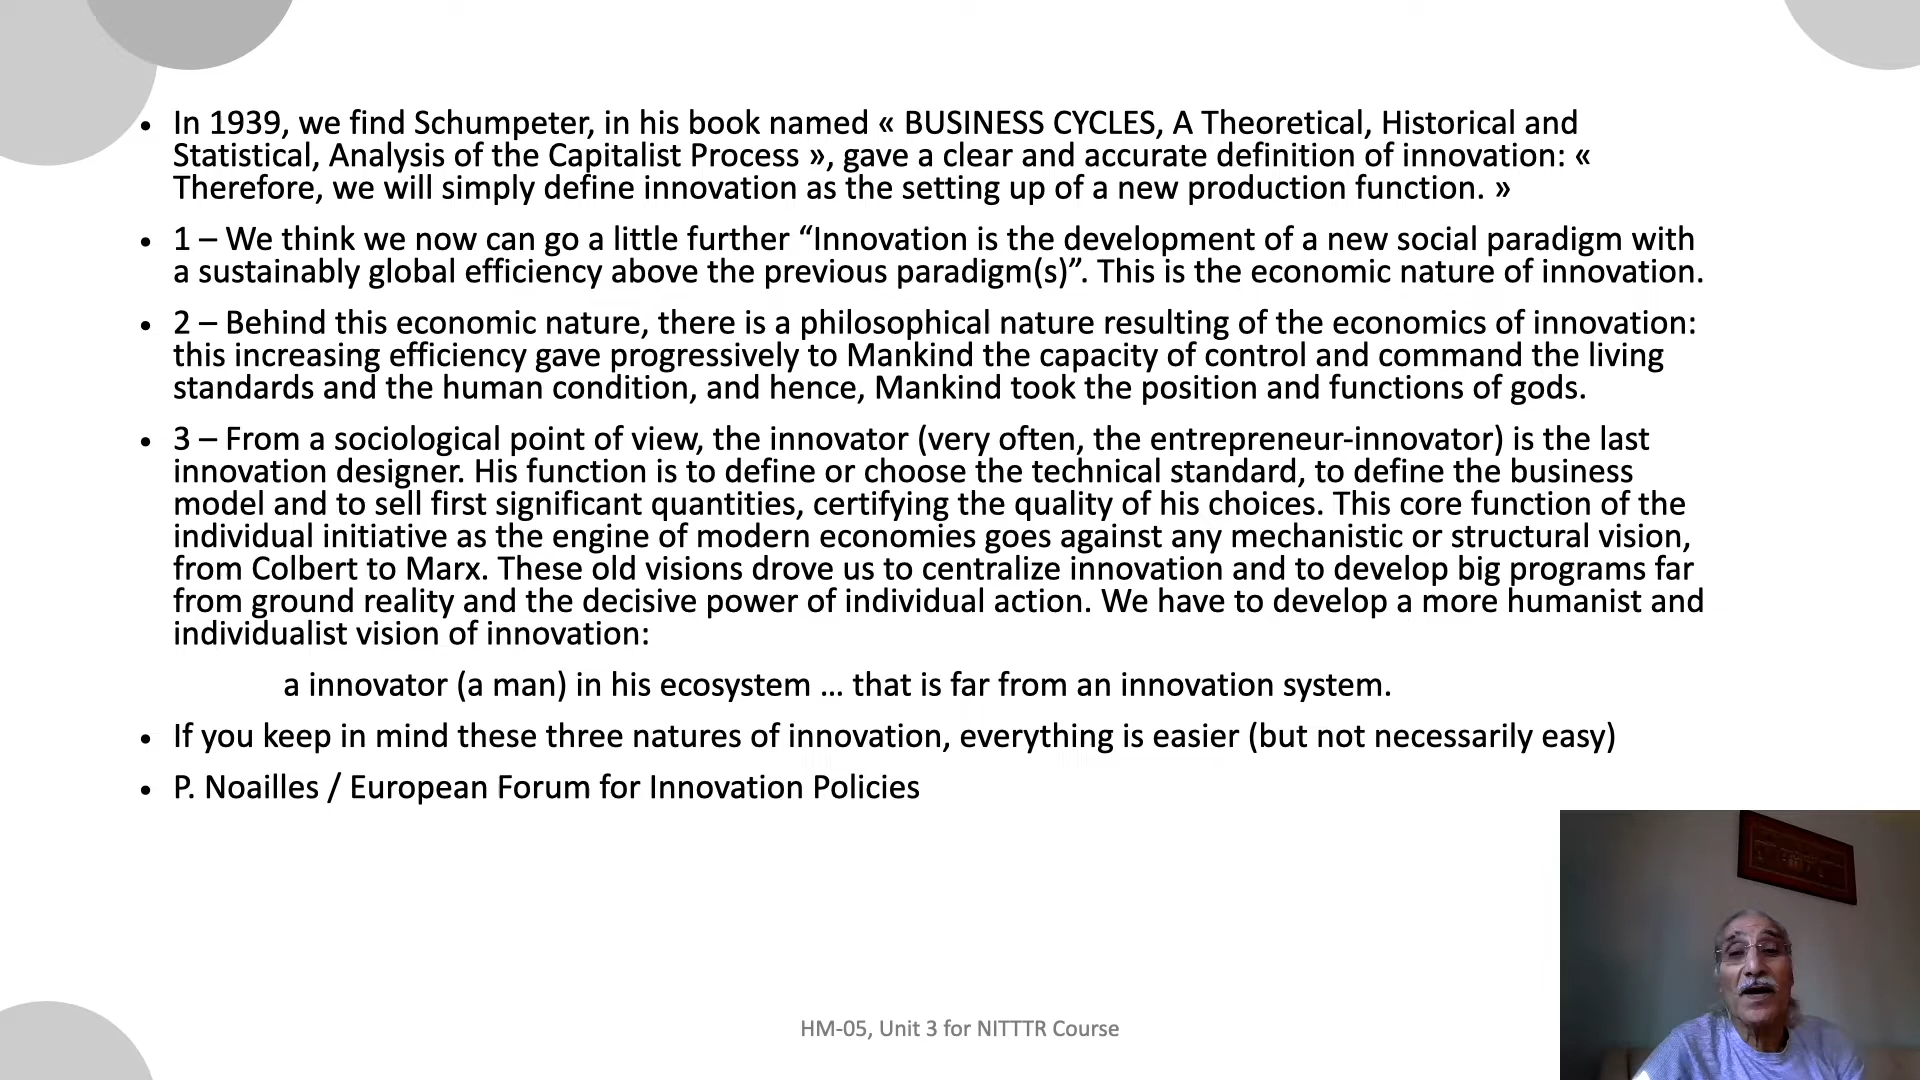 • In 1939, we find Schumpeter, in his book named « BUSINESS CYCLES, A Theoretical, Historical and
Statistical, Analysis of the Capitalist Process », gave a clear and accurate definition of innovation: «
Therefore, we will simply define innovation as the setting up of a new production function. »
• 1 – We think we now can go a little further “Innovation is the development of a new social paradigm with
a sustainably global efficiency above the previous paradigm(s)”. This is the economic nature of innovation.
• 2 – Behind this economic nature, there is a philosophical nature resulting of the economics of innovation:
this increasing efficiency gave progressively to Mankind the capacity of control and command the living
standards and the human condition, and hence, Mankind took the position and functions of gods.
• 3 – From a sociological point of view, the innovator (very often, the entrepreneur-innovator) is the last
innovation designer. His function is to define or choose the technical standard, to define the business
model and to sell first significant quantities, certifying the quality of his choices. This core function of the
individual initiative as the engine of modern economies goes against any mechanistic or structural vision,
from Colbert to Marx. These old visions drove us to centralize innovation and to develop big programs far
from ground reality and the decisive power of individual action. We have to develop a more humanist and
individualist vision of innovation:
a innovator (a man) in his ecosystem … that is far from an innovation system.
• If you keep in mind these three natures of innovation, everything is easier (but not necessarily easy)
• P. Noailles / European Forum for Innovation Policies
HM-05, Unit 3 for NITTTR Course